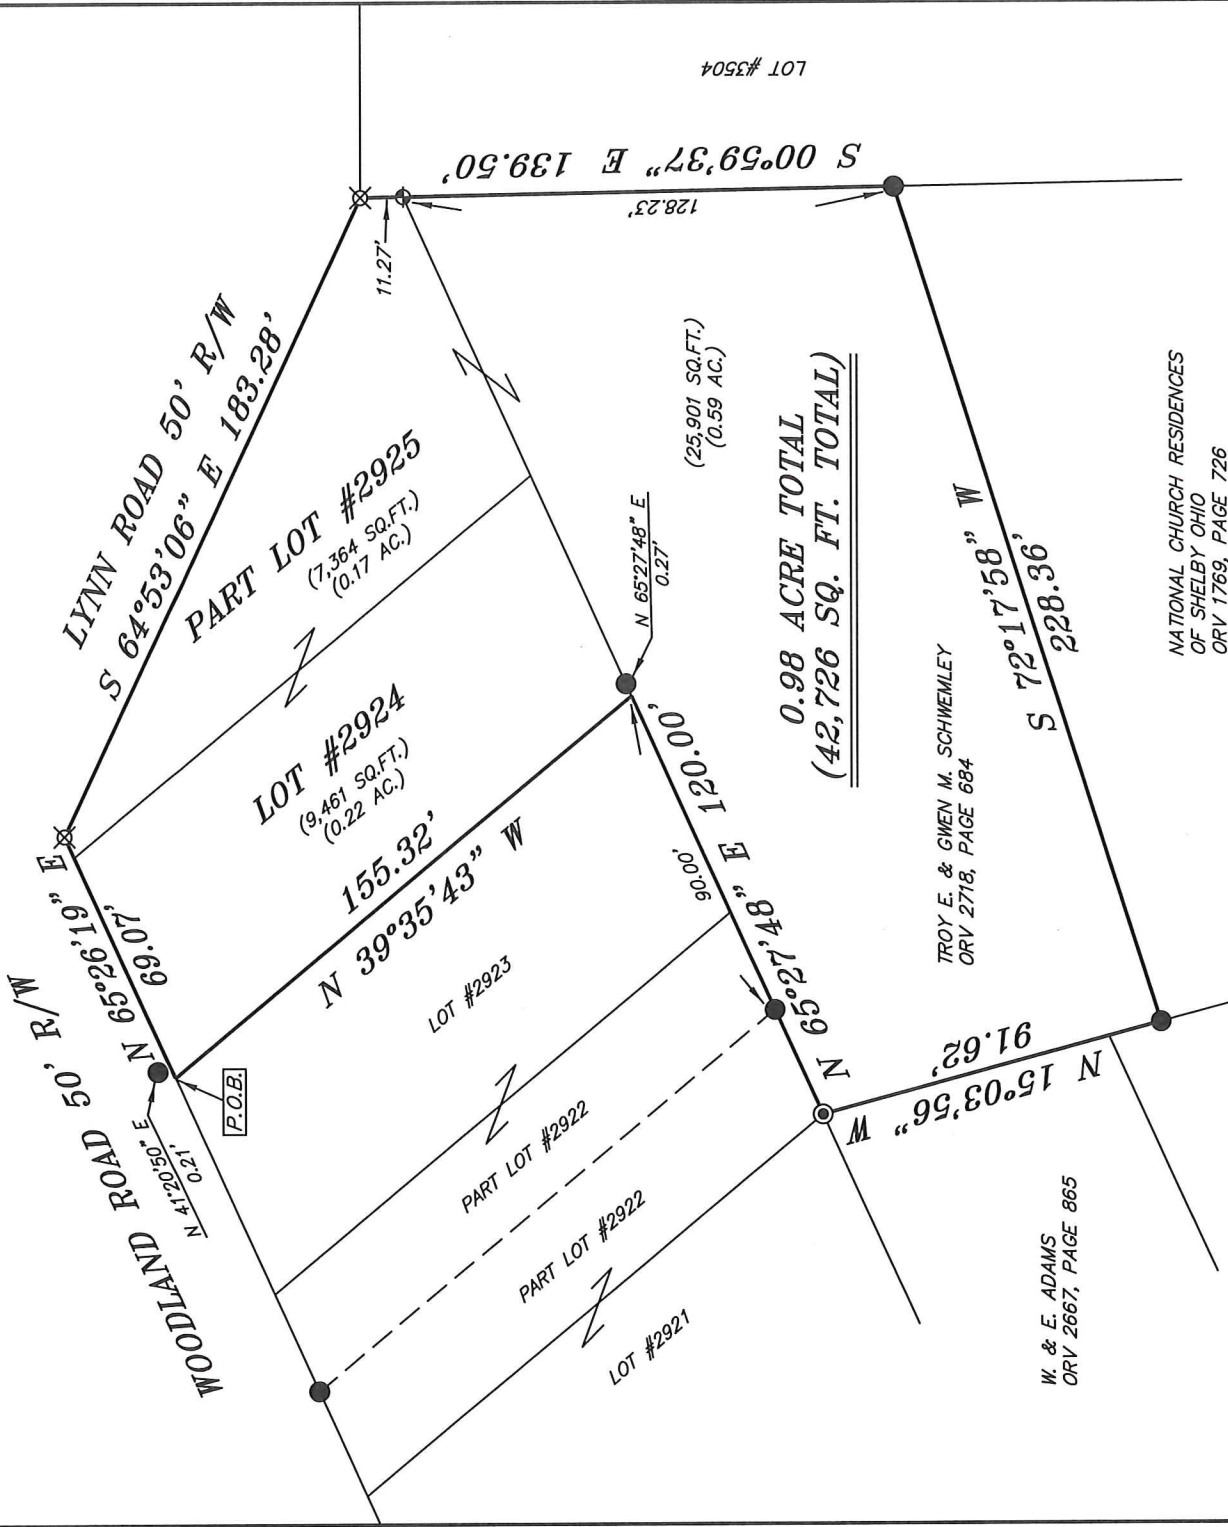 LOT #3504
S 00°59'37" E 139.50'
128.23'
11.27'
LYNN ROAD 50' R/W
S 64°53'06" E 183.28'
PART LOT #2925
(7,364 SQ.FT.)
(0.17 AC.)
(25,901 SQ.FT.)
(0.59 AC.)
0.98 ACRE TOTAL
(42,726 SQ. FT. TOTAL)
N 65°27'48" E
0.27'
LOT #2924
(9,461 SQ.FT.)
(0.22 AC.)
155.32'
N 39°35'43" W
N 65°26'19" E
69.07'
WOODLAND ROAD 50' R/W
N 41°20'50" E
0.21'
P.O.B.
LOT #2923
90.00'
N 65°27'48" E 120.00'
TROY E. & GWEN M. SCHWEMLEY
ORV 2718, PAGE 684
S 72°17'58" W
228.36'
NATIONAL CHURCH RESIDENCES
OF SHELBY OHIO
ORV 1769, PAGE 726
PART LOT #2922
PART LOT #2922
LOT #2921
N 15°03'56" W
91.62'
W. & E. ADAMS
ORV 2667, PAGE 865